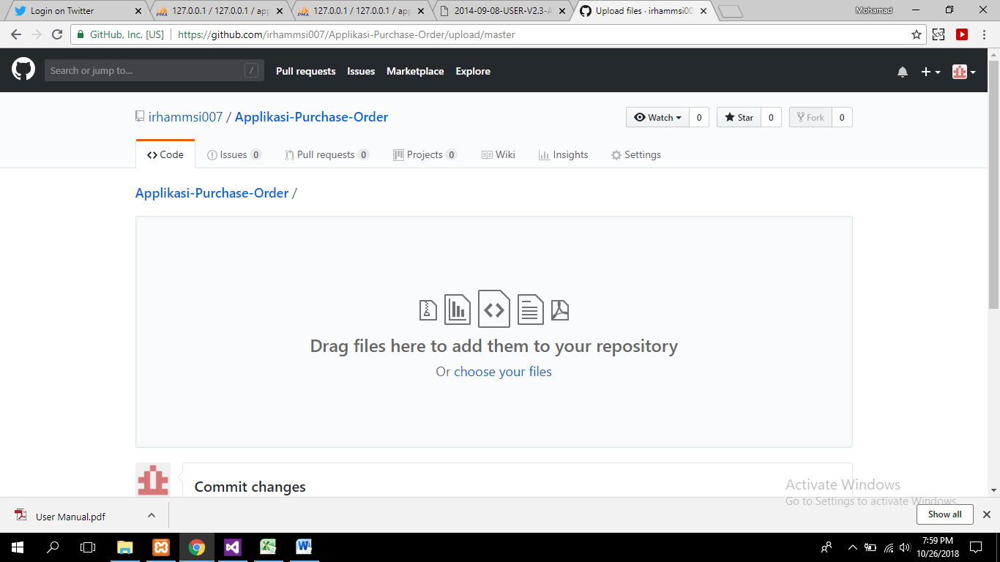 Login on Twitter
127.0.0.1 / 127.0.0.1 / app
127.0.0.1 / 127.0.0.1 / app
2014-09-08-USER-V2.3-A
Upload files · irhammsi00
Mohamad
GitHub, Inc. [US]
https://github.com/irhammsi007/Applikasi-Purchase-Order/upload/master
Search or jump to...
/
Pull requests
Issues
Marketplace
Explore
irhammsi007 / Applikasi-Purchase-Order
Watch 0
Star 0
Fork 0
Code
Issues 0
Pull requests 0
Projects 0
Wiki
Insights
Settings
Applikasi-Purchase-Order /
Drag files here to add them to your repository
Or choose your files
Commit changes
Activate Windows
Go to Settings to activate Windows.
User Manual.pdf
Show all
7:59 PM
10/26/2018